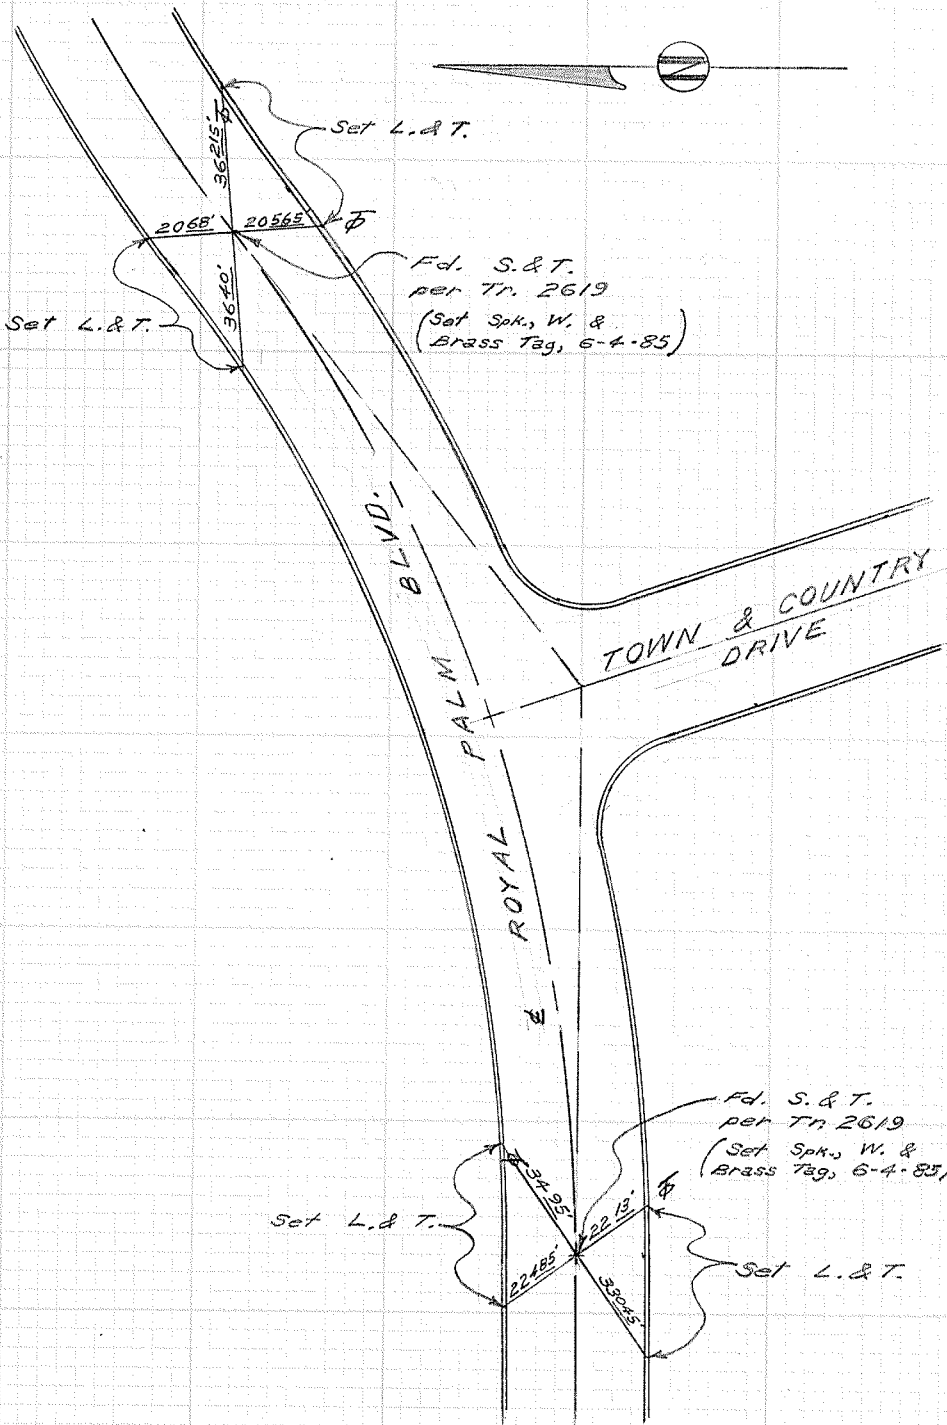 N
Set L. & T.
36 215'
20 68'
20 565'
36 40'
Set L. & T.
Fd. S. & T.
per Tr. 2619
(Set Spk., W. &
Brass Tag, 6-4-85)
ROYAL PALM BLVD.
TOWN & COUNTRY
DRIVE
Fd. S. & T.
per Tr. 2619
(Set Spk., W. &
Brass Tag, 6-4-85)
34 95'
22 13'
Set L. & T.
22 485'
33 045'
Set L. & T.